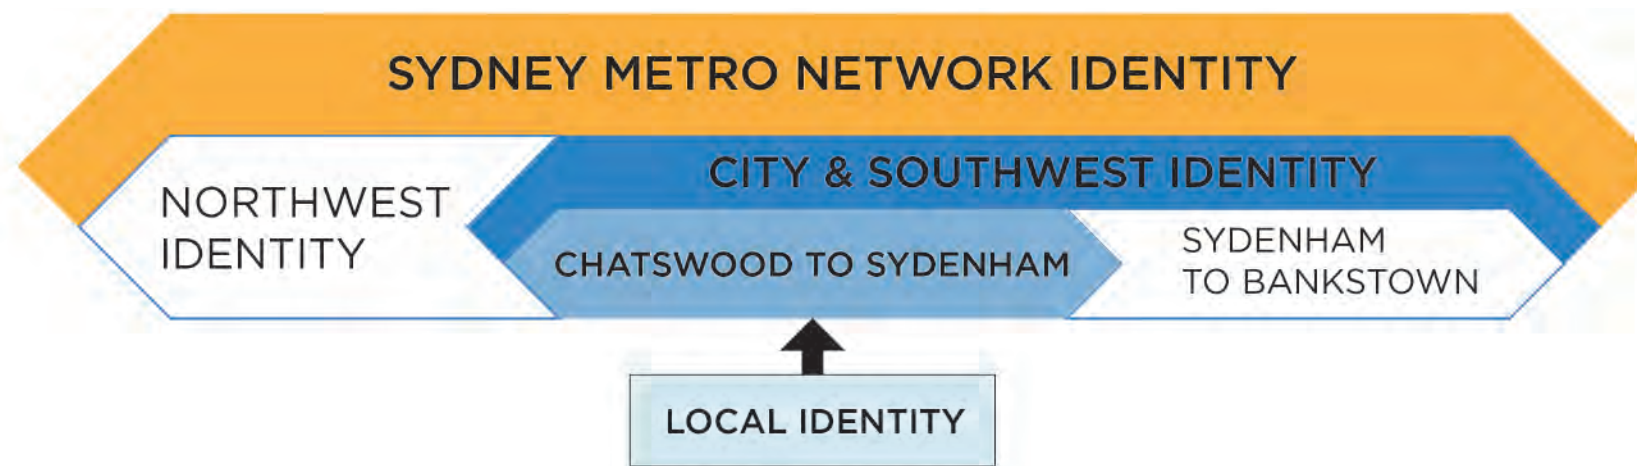 SYDNEY METRO NETWORK IDENTITY
CITY & SOUTHWEST IDENTITY
NORTHWEST
IDENTITY
CHATSWOOD TO SYDENHAM
SYDENHAM
TO BANKSTOWN
LOCAL IDENTITY